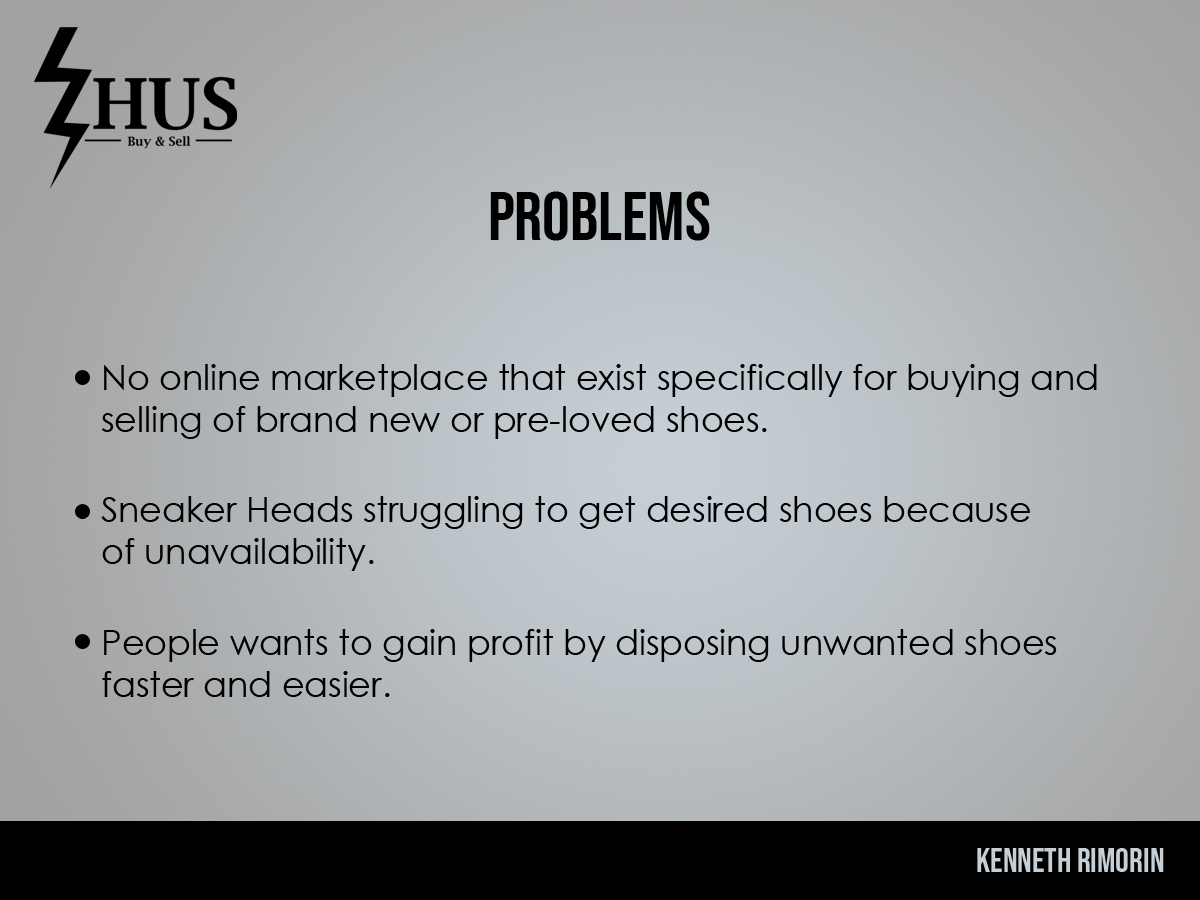 HUS
Buy & Sell
PROBLEMS
• No online marketplace that exist specifically for buying and
selling of brand new or pre-loved shoes.
• Sneaker Heads struggling to get desired shoes because
of unavailability.
• People wants to gain profit by disposing unwanted shoes
faster and easier.
KENNETH RIMORIN